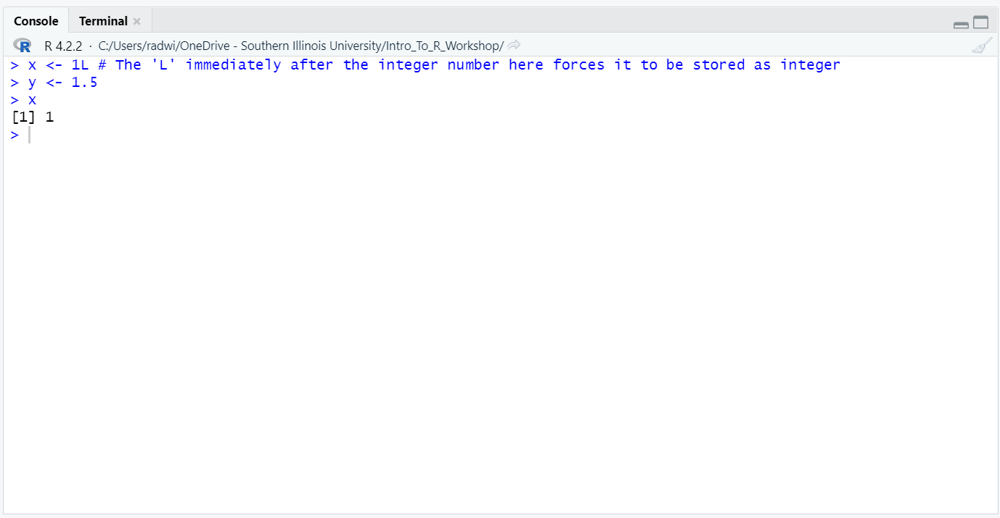 Console Terminal
R R 4.2.2 · C:/Users/radwi/OneDrive - Southern Illinois University/Intro_To_R_Workshop/
> x <- 1L # The 'L' immediately after the integer number here forces it to be stored as integer
> y <- 1.5
> x
[1] 1
>